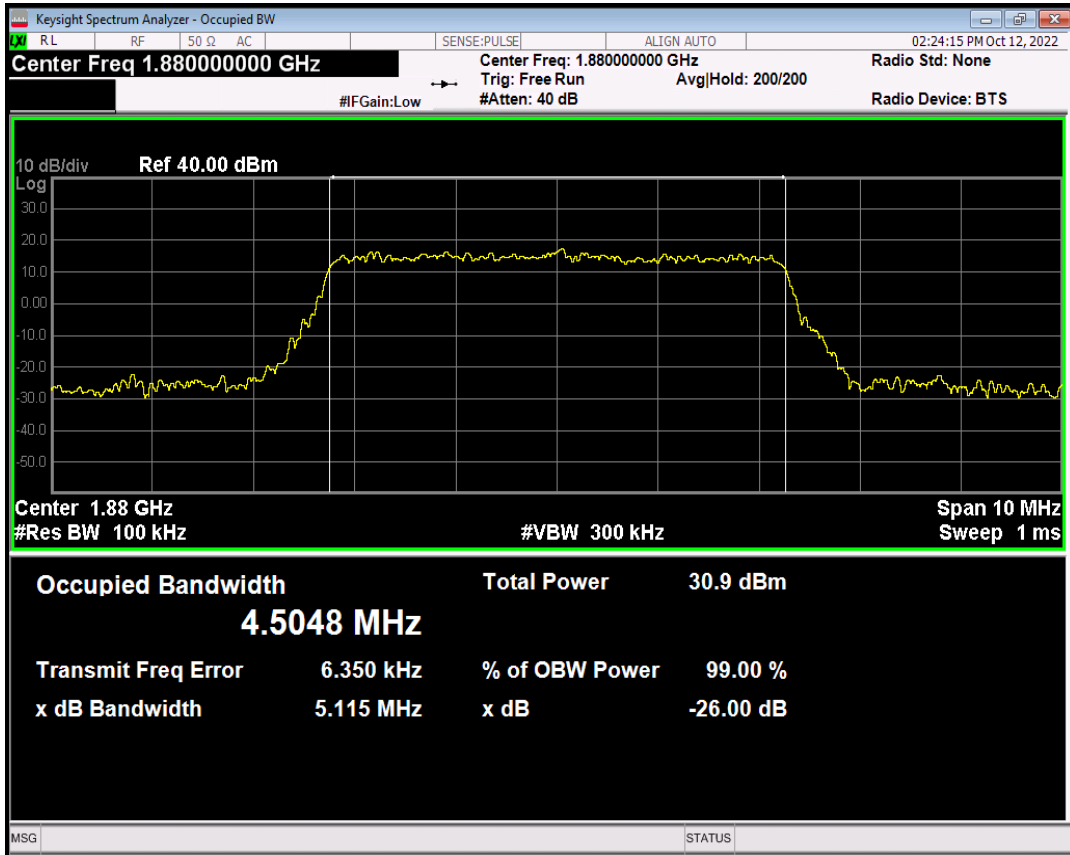 Keysight Spectrum Analyzer - Occupied BW
LXI RL RF 50 Ω AC SENSE:PULSE ALIGN AUTO 02:24:15 PM Oct 12, 2022
Center Freq 1.880000000 GHz Center Freq: 1.880000000 GHz Radio Std: None
Trig: Free Run Avg|Hold: 200/200
#IFGain:Low #Atten: 40 dB Radio Device: BTS
10 dB/div Ref 40.00 dBm
Log
30.0
20.0
10.0
0.00
-10.0
-20.0
-30.0
-40.0
-50.0
Center 1.88 GHz Span 10 MHz
#Res BW 100 kHz #VBW 300 kHz Sweep 1 ms
Occupied Bandwidth Total Power 30.9 dBm
4.5048 MHz
Transmit Freq Error 6.350 kHz % of OBW Power 99.00 %
x dB Bandwidth 5.115 MHz x dB -26.00 dB
MSG STATUS